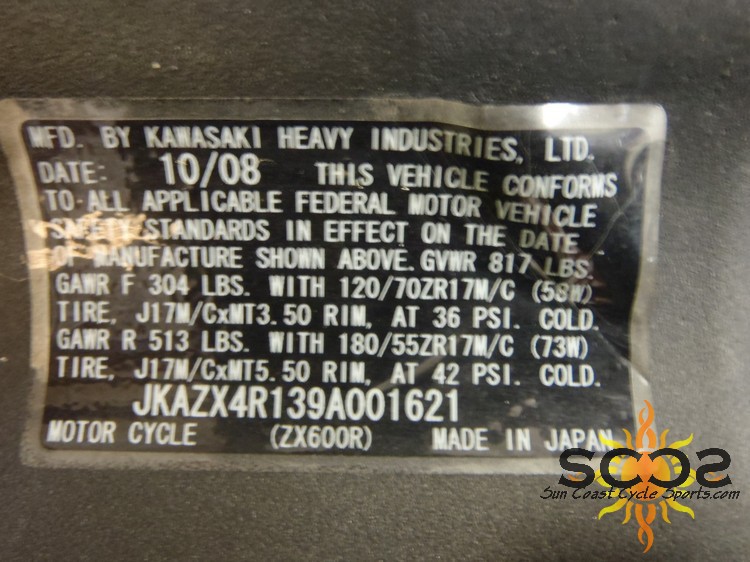 MFD. BY KAWASAKI HEAVY INDUSTRIES, LTD.
DATE: 10/08 THIS VEHICLE CONFORMS
TO ALL APPLICABLE FEDERAL MOTOR VEHICLE
SAFETY STANDARDS IN EFFECT ON THE DATE
OF MANUFACTURE SHOWN ABOVE. GVWR 817 LBS.
GAWR F 304 LBS. WITH 120/70ZR17M/C (58W)
TIRE, J17M/CxMT3.50 RIM, AT 36 PSI. COLD.
GAWR R 513 LBS. WITH 180/55ZR17M/C (73W)
TIRE, J17M/CxMT5.50 RIM, AT 42 PSI. COLD.
JKAZX4R139A001621
MOTOR CYCLE (ZX600R) MADE IN JAPAN
SCCS
Sun Coast Cycle Sports.com